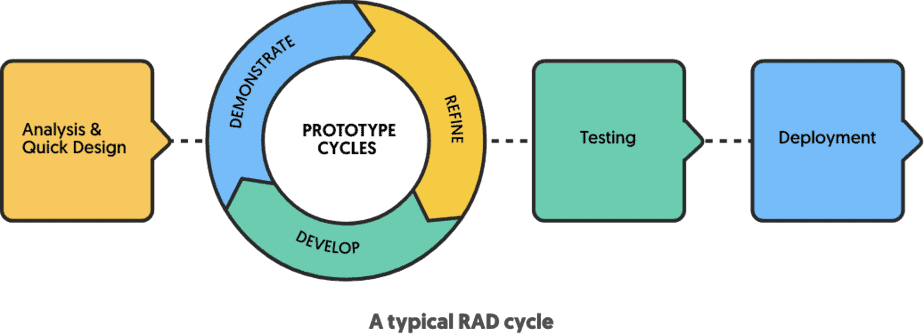 Analysis &
Quick Design
DEMONSTRATE
REFINE
DEVELOP
PROTOTYPE
CYCLES
Testing
Deployment
A typical RAD cycle